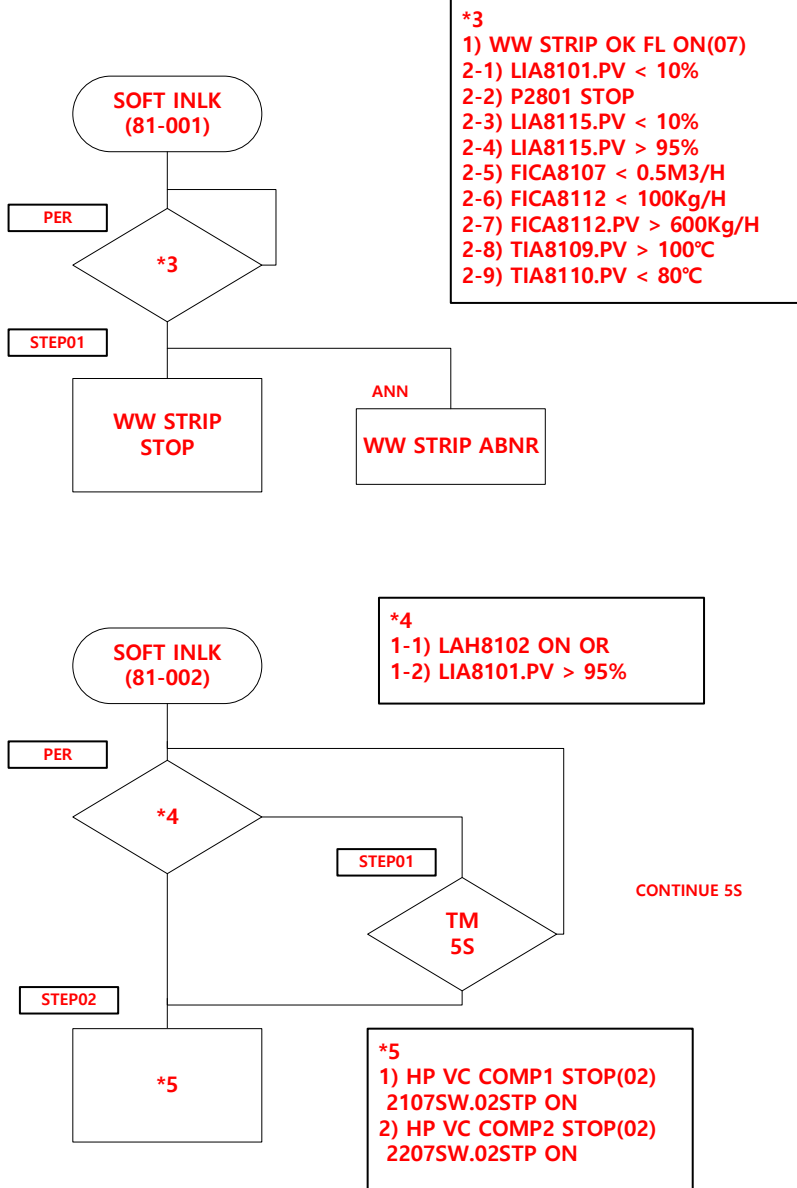 *3
1) WW STRIP OK FL ON(07)
2-1) LIA8101.PV < 10%
2-2) P2801 STOP
2-3) LIA8115.PV < 10%
2-4) LIA8115.PV > 95%
2-5) FICA8107 < 0.5M3/H
2-6) FICA8112 < 100Kg/H
2-7) FICA8112.PV > 600Kg/H
2-8) TIA8109.PV > 100℃
2-9) TIA8110.PV < 80℃
SOFT INLK
(81-001)
PER
*3
STEP01
WW STRIP
STOP
ANN
WW STRIP ABNR
*4
1-1) LAH8102 ON OR
1-2) LIA8101.PV > 95%
SOFT INLK
(81-002)
PER
*4
STEP01
TM
5S
CONTINUE 5S
STEP02
*5
*5
1) HP VC COMP1 STOP(02)
2107SW.02STP ON
2) HP VC COMP2 STOP(02)
2207SW.02STP ON